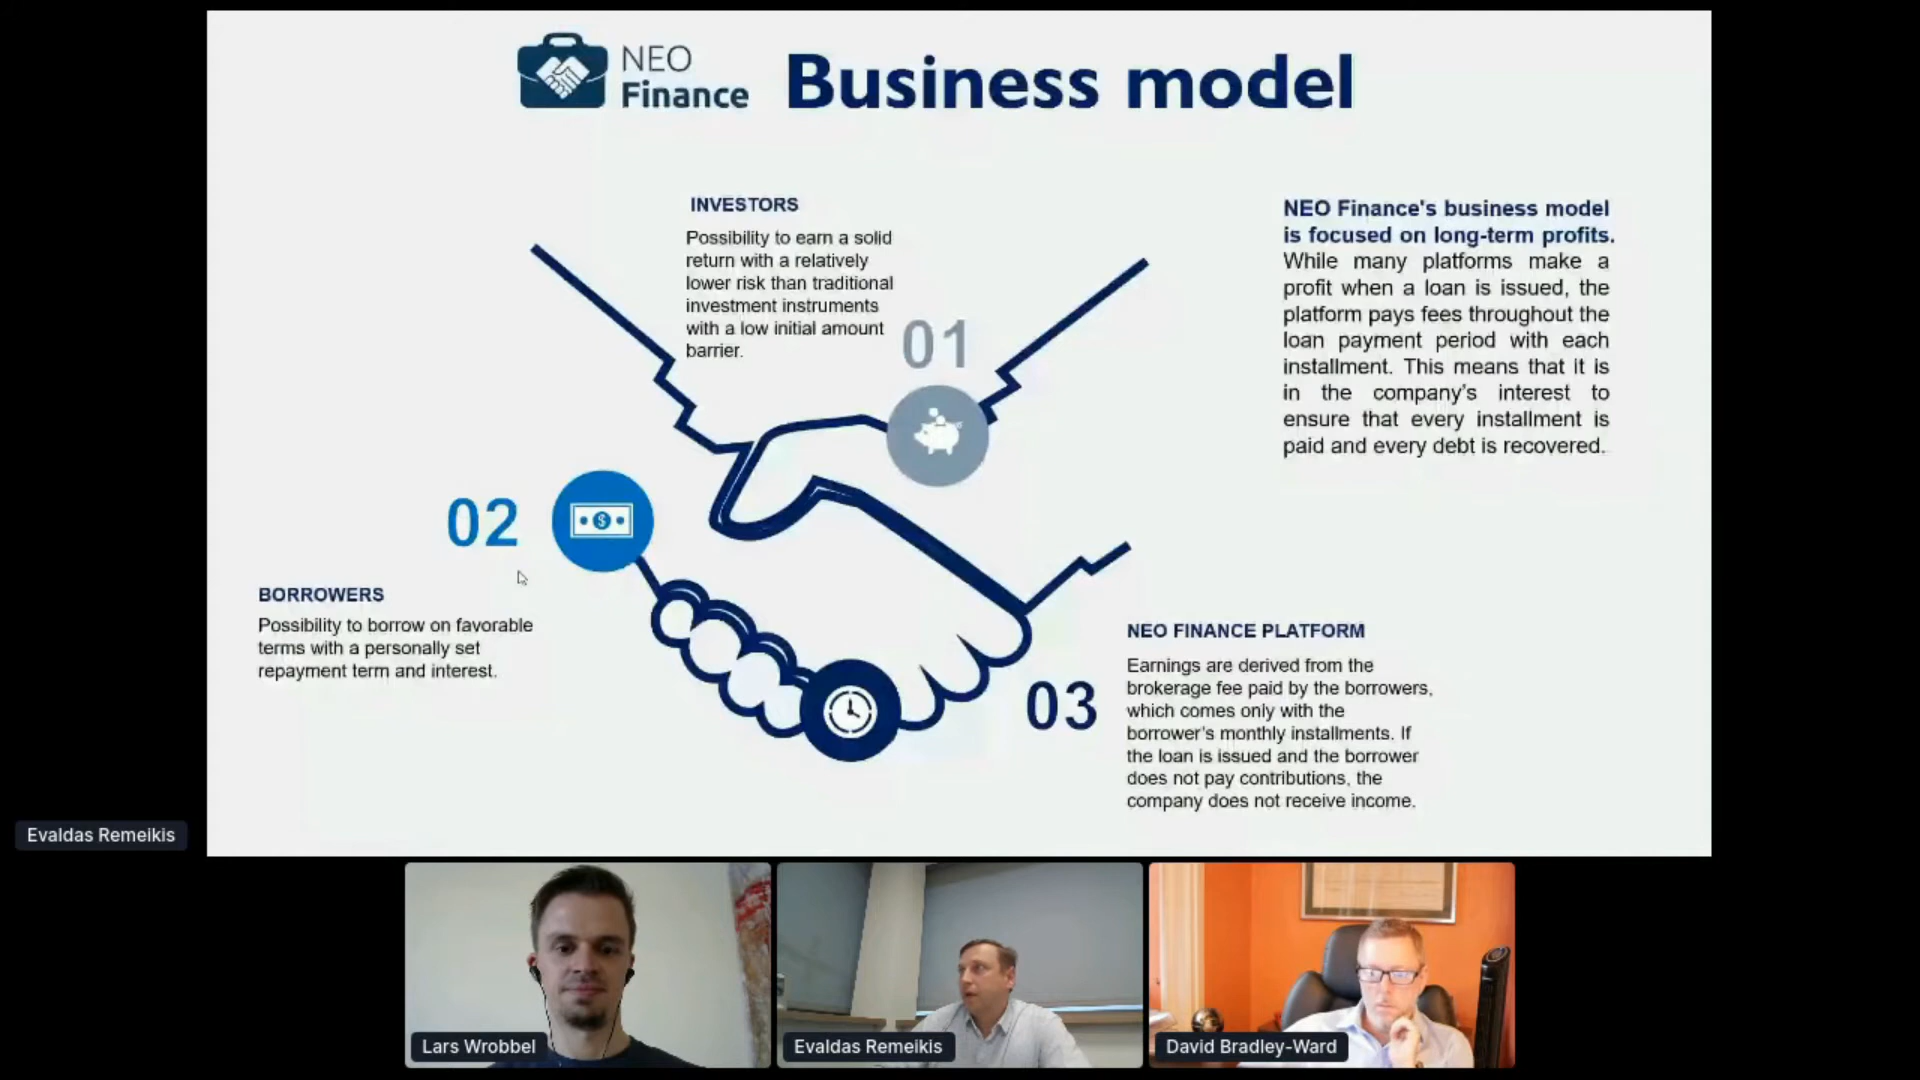 NEO
Finance
Business model
INVESTORS
Possibility to earn a solid
return with a relatively
lower risk than traditional
investment instruments
with a low initial amount
barrier.
01
NEO Finance's business model
is focused on long-term profits.
While many platforms make a
profit when a loan is issued, the
platform pays fees throughout the
loan payment period with each
installment. This means that it is
in the company's interest to
ensure that every installment is
paid and every debt is recovered.
02
$
BORROWERS
Possibility to borrow on favorable
terms with a personally set
repayment term and interest.
03
NEO FINANCE PLATFORM
Earnings are derived from the
brokerage fee paid by the borrowers,
which comes only with the
borrower's monthly installments. If
the loan is issued and the borrower
does not pay contributions, the
company does not receive income.
Evaldas Remeikis
Lars Wrobbel
Evaldas Remeikis
David Bradley-Ward